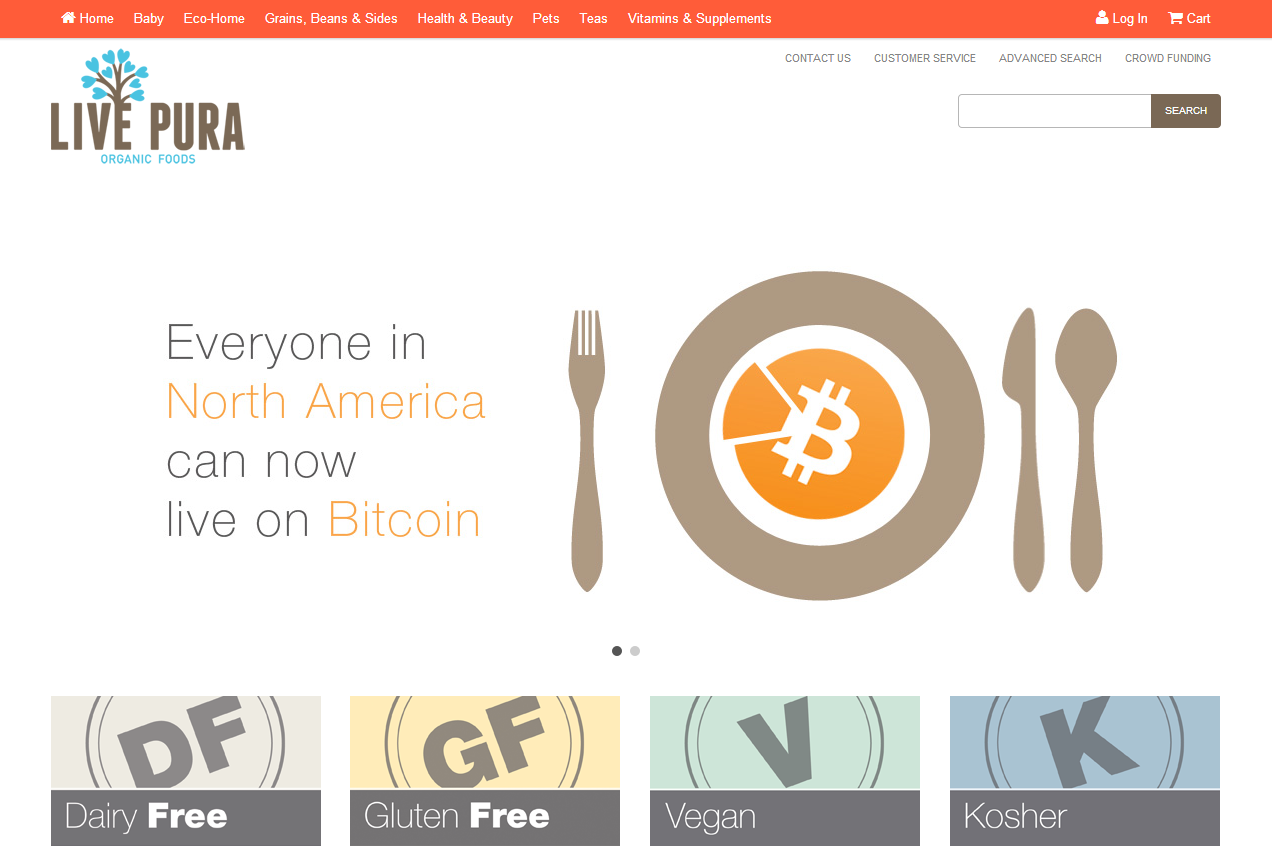 Home Baby Eco-Home Grains, Beans & Sides Health & Beauty Pets Teas Vitamins & Supplements Log In Cart
CONTACT US CUSTOMER SERVICE ADVANCED SEARCH CROWD FUNDING
LIVE PURA
ORGANIC FOODS
SEARCH
Everyone in
North America
can now
live on Bitcoin
DF GF V K
Dairy Free Gluten Free Vegan Kosher